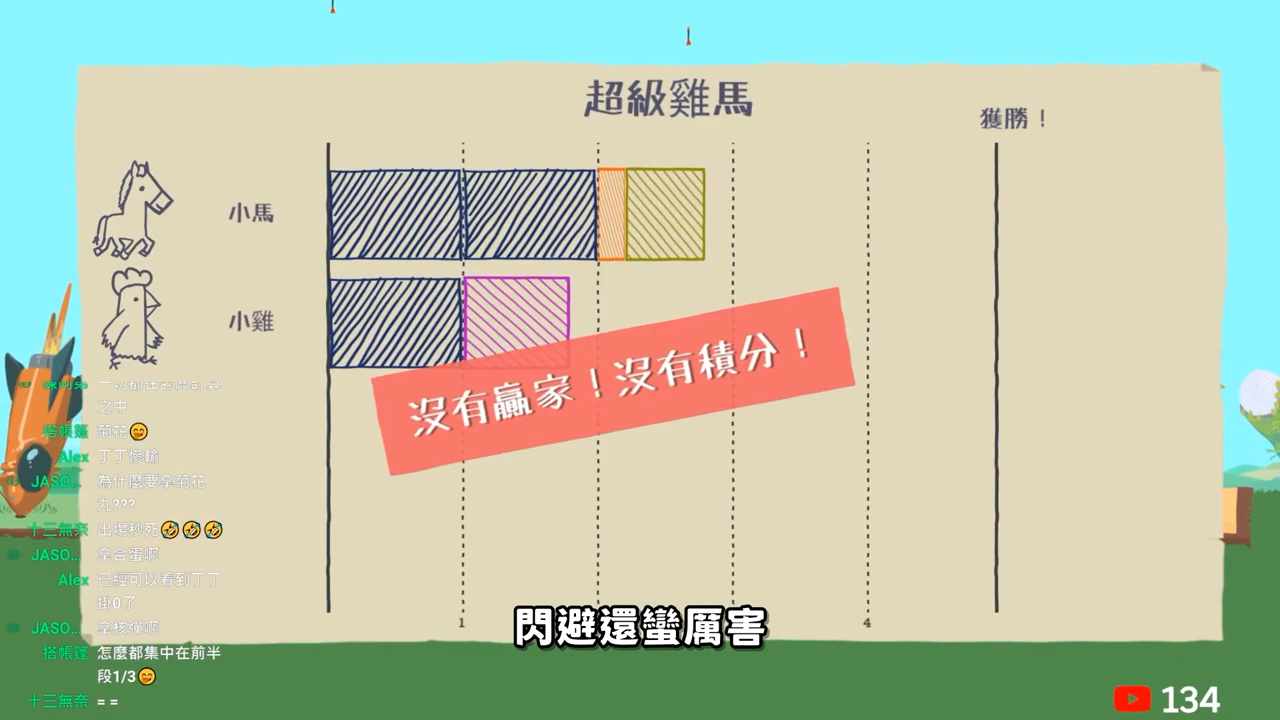 超級雞馬
獲勝！
小馬
小雞
沒有贏家！沒有積分！
之中
搭帳篷 菊花
Alex 丁丁慘輸
JASO... 為什麼要拿菊花
丸???
十三無奈 出場秒死
JASO... 拿合蛋啊
Alex 已經可以看到丁丁
掛0了
JASO... 拿核彈啊
搭帳篷 怎麼都集中在前半
段1/3
十三無奈 = =
1
4
閃避還蠻厲害
134